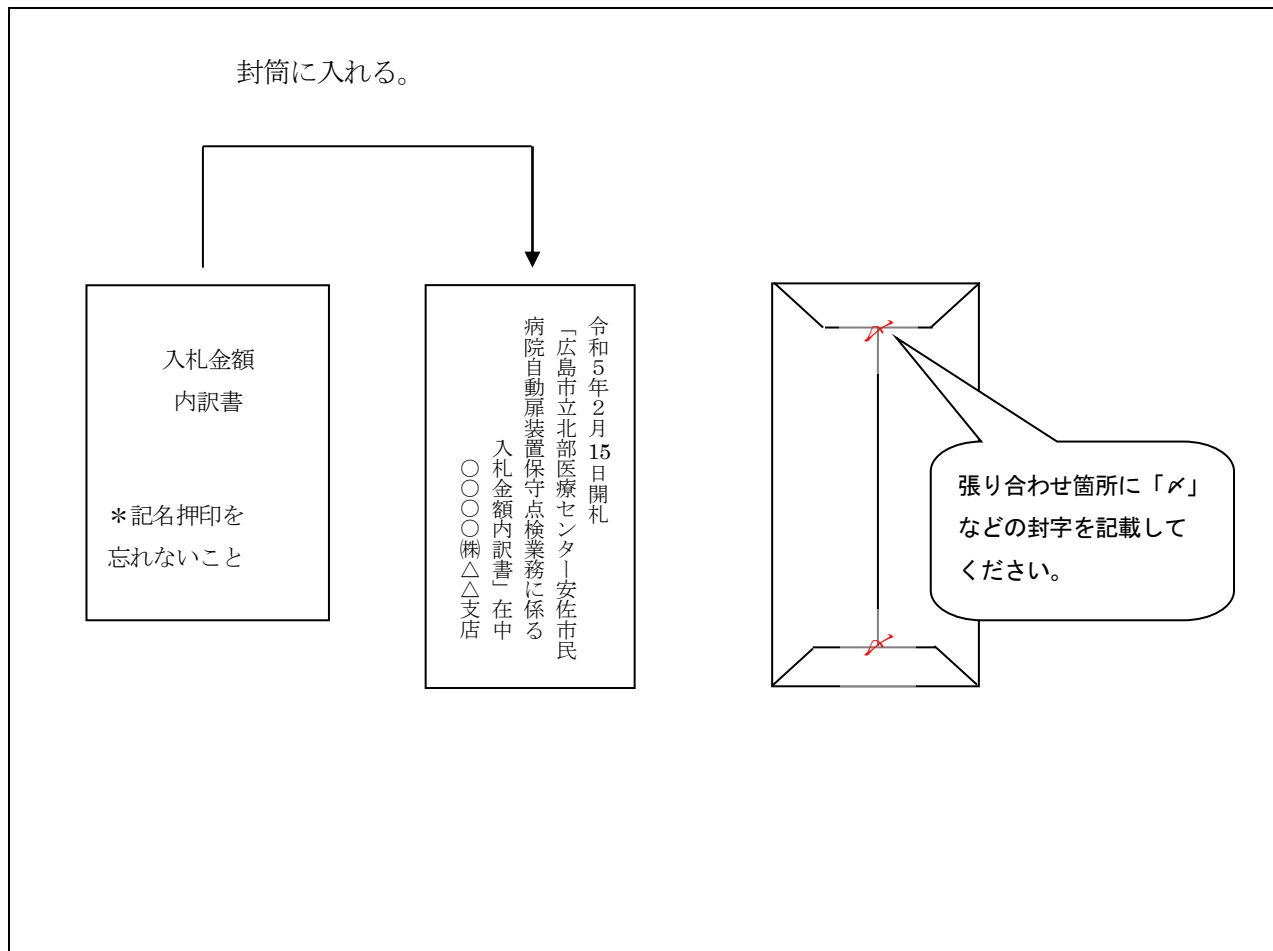 封筒に入れる。
入札金額
内訳書
＊記名押印を
忘れないこと
令和５年２月15日開札
「広島市立北部医療センター安佐市民
病院自動扉装置保守点検業務に係る
入札金額内訳書」在中
○○○○㈱△△支店
〆
張り合わせ箇所に「〆」
などの封字を記載して
ください。
〆